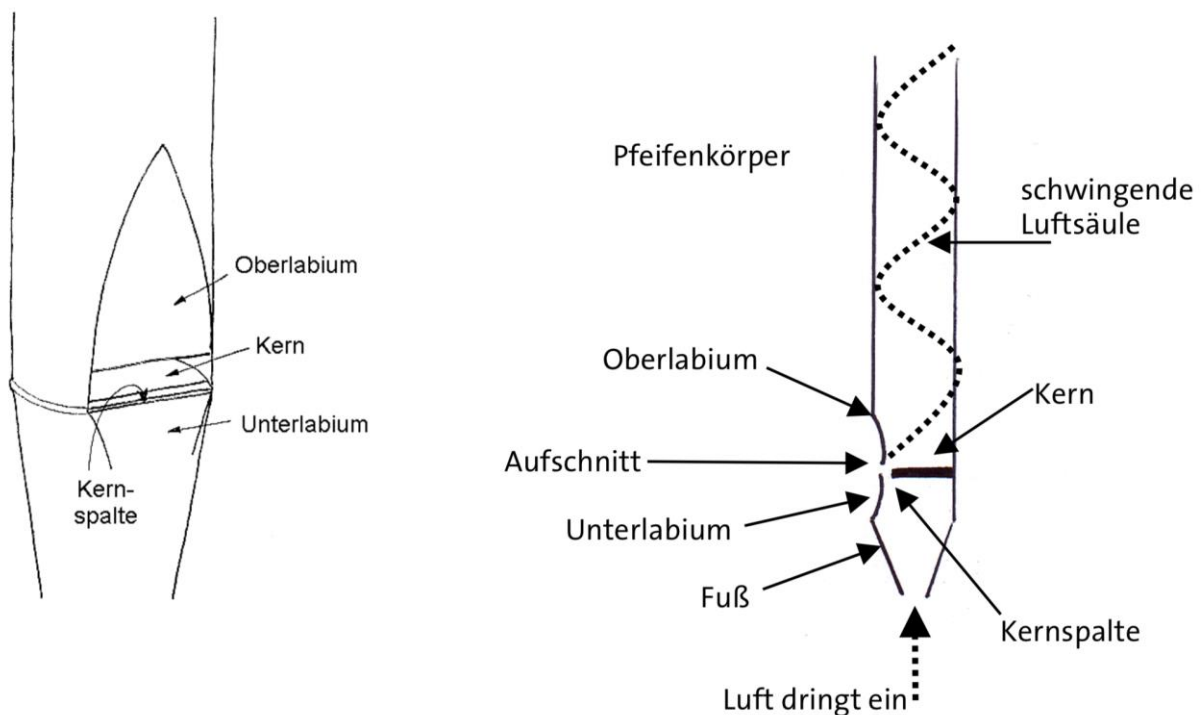 Oberlabium
Kern
Unterlabium
Kern-
spalte
Pfeifenkörper
schwingende
Luftsäule
Oberlabium
Kern
Aufschnitt
Unterlabium
Fuß
Kernspalte
Luft dringt ein